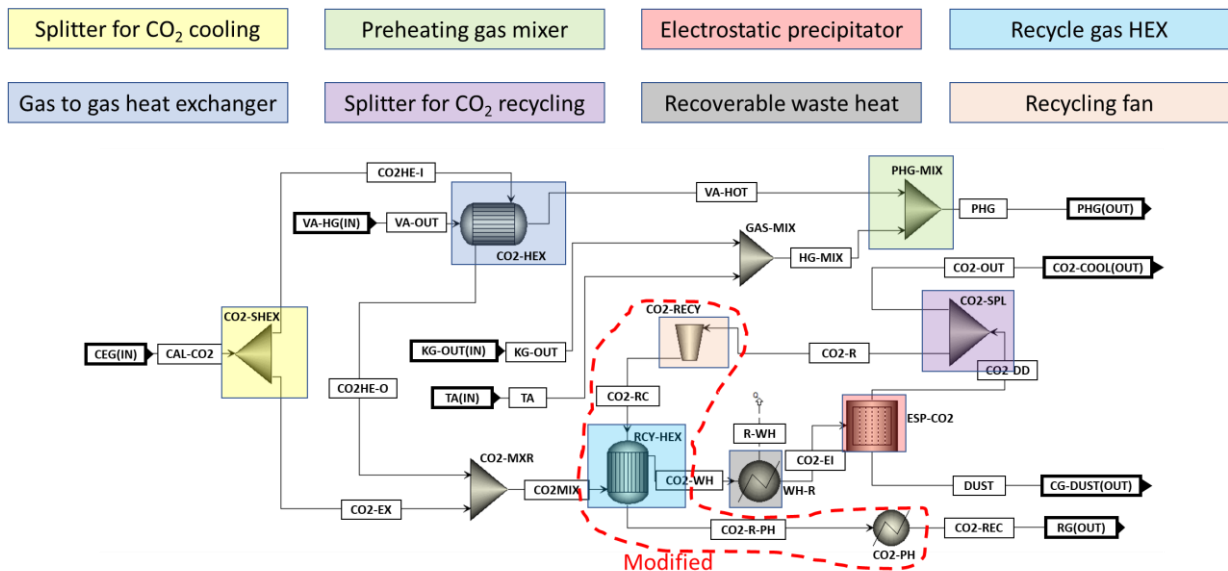 Splitter for CO₂ cooling
Preheating gas mixer
Electrostatic precipitator
Recycle gas HEX
Gas to gas heat exchanger
Splitter for CO₂ recycling
Recoverable waste heat
Recycling fan
CO2HE-I
PHG-MIX
VA-HOT
VA-HG(IN)
VA-OUT
PHG
PHG(OUT)
GAS-MIX
CO2-HEX
HG-MIX
CO2-OUT
CO2-COOL(OUT)
CO2-SPL
CO2-RECY
CO2-SHEX
CEG(IN)
CAL-CO2
KG-OUT(IN)
KG-OUT
CO2-R
CO2-DD
CO2HE-O
TA(IN)
TA
CO2-RC
ESP-CO2
R-WH
RCY-HEX
CO2-MXR
CO2-EI
CO2-WH
WH-R
CO2MIX
DUST
CG-DUST(OUT)
CO2-EX
CO2-R-PH
CO2-REC
RG(OUT)
CO2-PH
Modified